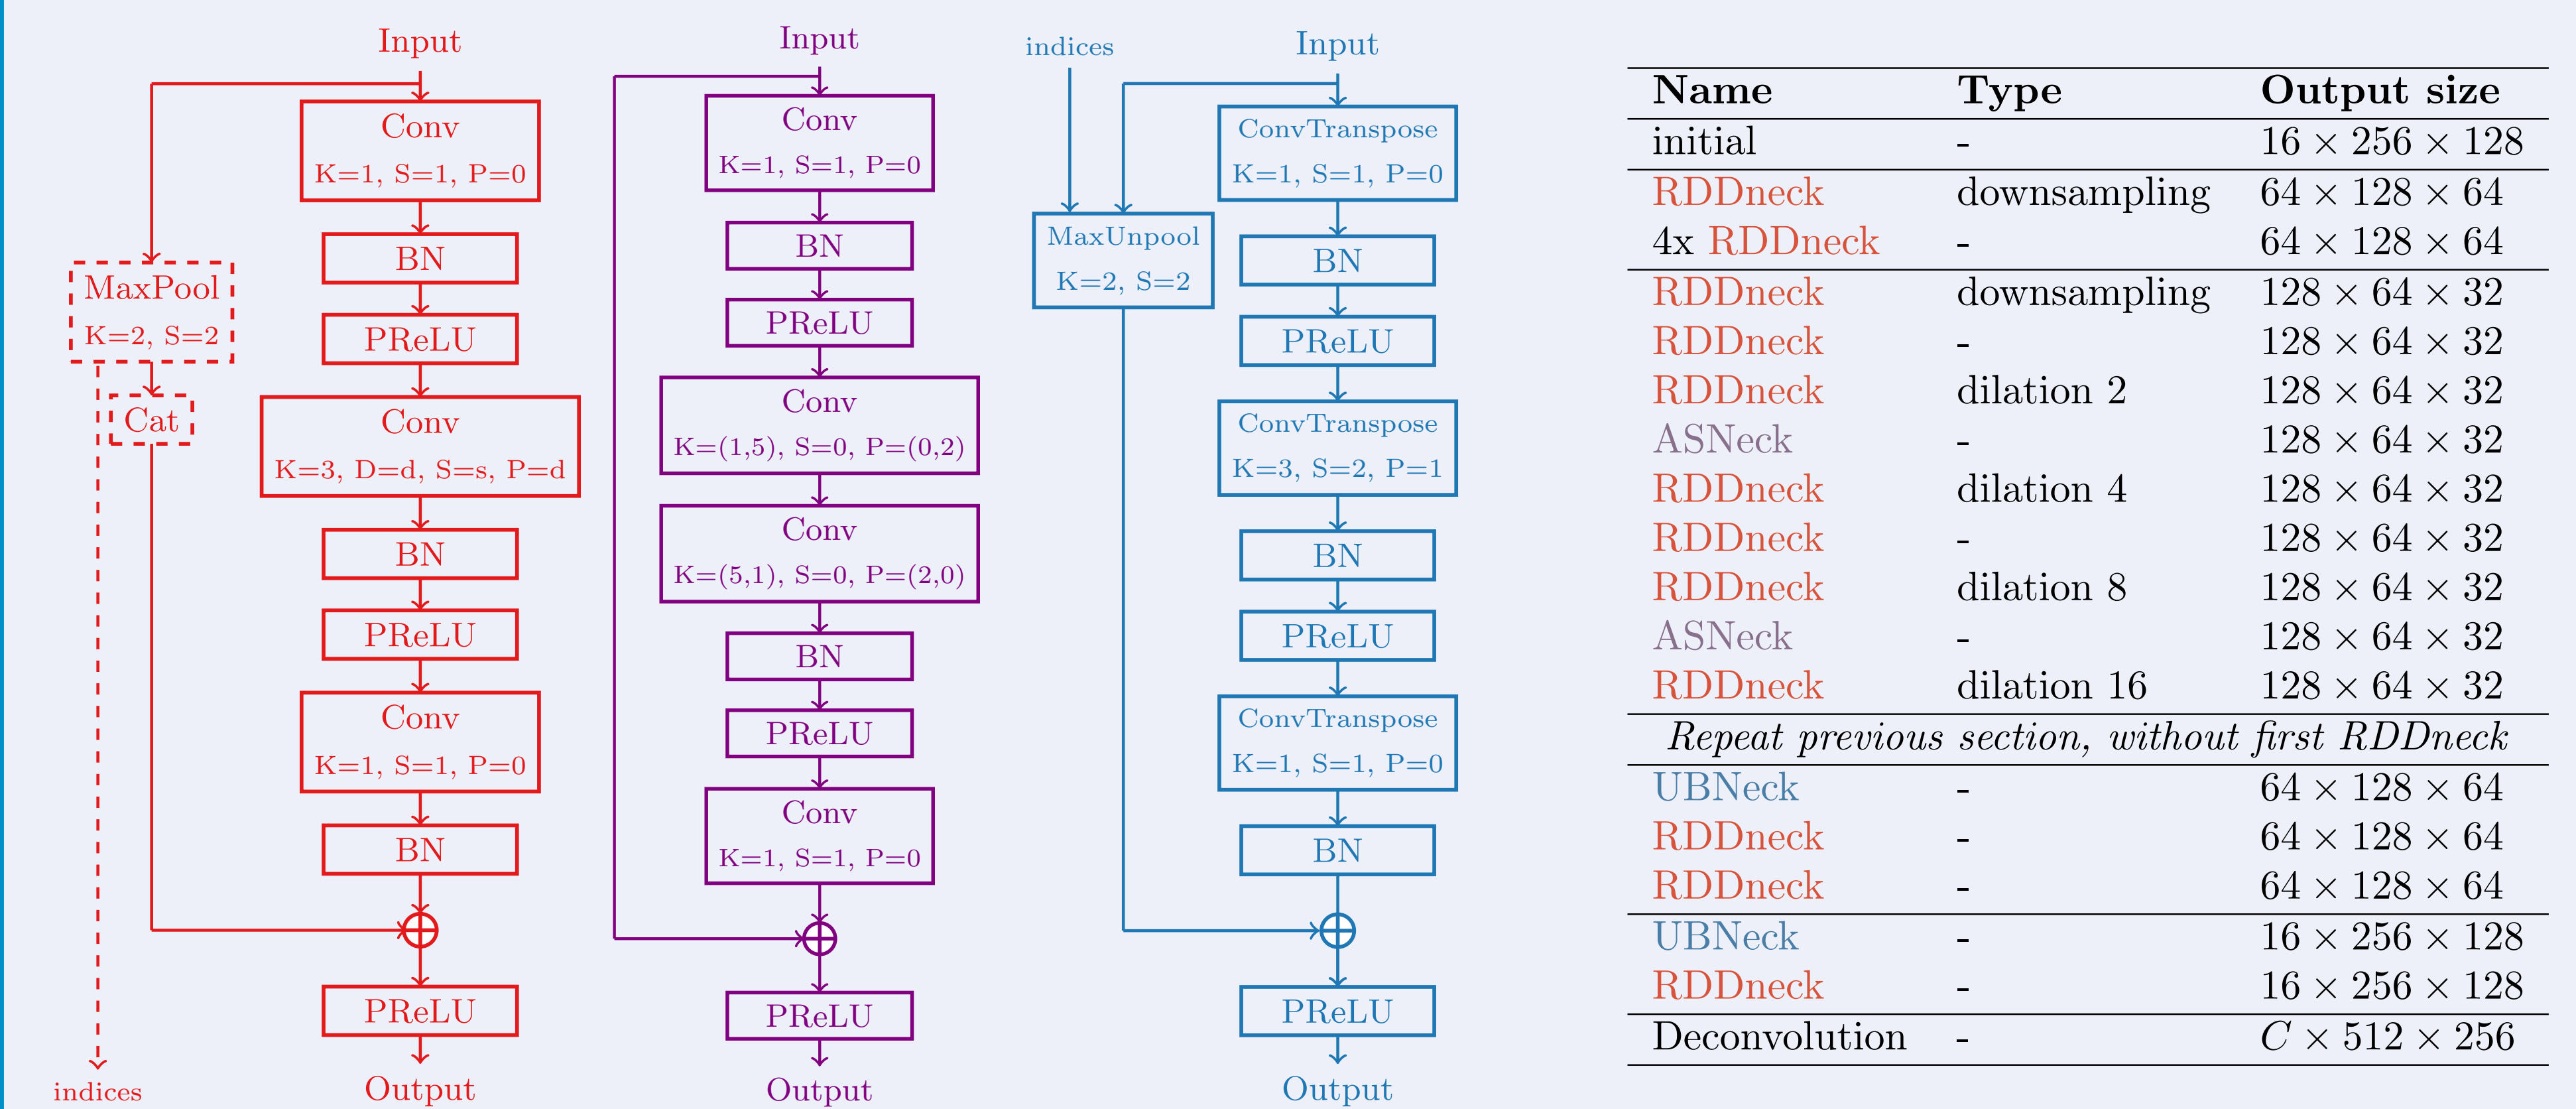 Input
Conv
K=1, S=1, P=0
BN
PReLU
MaxPool
K=2, S=2
Cat
Conv
K=3, D=d, S=s, P=d
BN
PReLU
Conv
K=1, S=1, P=0
BN
PReLU
indices
Output
Input
Conv
K=1, S=1, P=0
BN
PReLU
Conv
K=(1,5), S=0, P=(0,2)
Conv
K=(5,1), S=0, P=(2,0)
BN
PReLU
Conv
K=1, S=1, P=0
PReLU
Output
indices
Input
ConvTranspose
K=1, S=1, P=0
MaxUnpool
K=2, S=2
BN
PReLU
ConvTranspose
K=3, S=2, P=1
BN
PReLU
ConvTranspose
K=1, S=1, P=0
BN
PReLU
Output
Name Type Output size
initial - 16 × 256 × 128
RDDneck downsampling 64 × 128 × 64
4x RDDneck - 64 × 128 × 64
RDDneck downsampling 128 × 64 × 32
RDDneck - 128 × 64 × 32
RDDneck dilation 2 128 × 64 × 32
ASNeck - 128 × 64 × 32
RDDneck dilation 4 128 × 64 × 32
RDDneck - 128 × 64 × 32
RDDneck dilation 8 128 × 64 × 32
ASNeck - 128 × 64 × 32
RDDneck dilation 16 128 × 64 × 32
Repeat previous section, without first RDDneck
UBNeck - 64 × 128 × 64
RDDneck - 64 × 128 × 64
RDDneck - 64 × 128 × 64
UBNeck - 16 × 256 × 128
RDDneck - 16 × 256 × 128
Deconvolution - C × 512 × 256